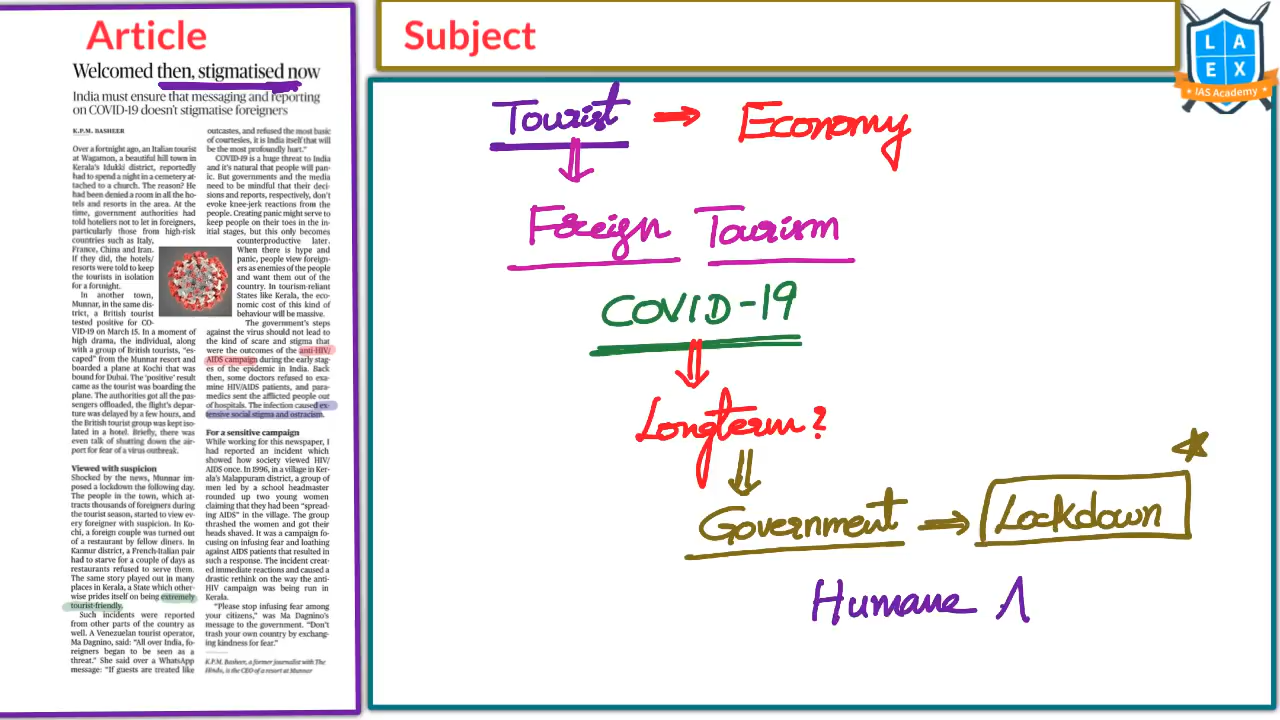 Article
Welcomed then, stigmatised now
India must ensure that messaging and reporting
on COVID-19 doesn't stigmatise foreigners
K.P.M. BASHEER
Over a fortnight ago, an Italian tourist
at Wagamon, a beautiful hill town in
Kerala's Idukki district, reportedly
had to spend a night in a cemetery at-
tached to a church. The reason? He
had been denied a room in all the ho-
tels and resorts in the area. At the
time, government authorities had
told hoteliers not to let in foreigners,
particularly those from high-risk
countries such as Italy,
France, China and Iran.
If they did, the hotels/
resorts were told to keep
the tourists in isolation
for a fortnight.
In another town,
Munnar, in the same dis-
trict, a British tourist
tested positive for CO-
VID-19 on March 15. In a moment of
high drama, the individual, along
with a group of British tourists, "es-
caped" from the Munnar resort and
boarded a plane at Kochi that was
bound for Dubai. The 'positive' result
came as the tourist was boarding the
plane. The authorities got all the pas-
sengers offloaded, the flight's depar-
ture was delayed by a few hours, and
the British tourist group was kept iso-
lated in a hotel. Briefly, there was
even talk of shutting down the air-
port for fear of a virus outbreak.
Viewed with suspicion
Shocked by the news, Munnar im-
posed a lockdown the following day.
The people in the town, which at-
tracts thousands of foreigners during
the tourist season, started to view ev-
ery foreigner with suspicion. In Ko-
chi, a foreign couple was turned out
of a restaurant by fellow diners. In
Kannur district, a French-Italian pair
had to starve for a couple of days as
restaurants refused to serve them.
The same story played out in many
places in Kerala, a State which other-
wise prides itself on being extremely
tourist-friendly.
Such incidents were reported
from other parts of the country as
well. A Venezuelan tourist operator,
Ma Dagnino, said: "All over India, fo-
reigners began to be seen as a
threat." She said over a WhatsApp
message: "If guests are treated like
outcastes, and refused the most basic
of courtesies, it is India itself that will
be the most profoundly hurt."
COVID-19 is a huge threat to India
and it's natural that people will pan-
ic. But governments and the media
need to be mindful that their deci-
sions and reports, respectively, don't
evoke knee-jerk reactions from the
people. Creating panic might serve to
keep people on their toes in the in-
itial stages, but this only becomes
counterproductive later.
When there is hype and
panic, people view foreign-
ers as enemies of the people
and want them out of the
country. In tourism-reliant
States like Kerala, the eco-
nomic cost of this kind of
behaviour will be massive.
The government's steps
against the virus should not lead to
the kind of scare and stigma that
were the outcomes of the anti-HIV/
AIDS campaign during the early stag-
es of the epidemic in India. Back
then, some doctors refused to exa-
mine HIV/AIDS patients, and para-
medics sent the afflicted people out
of hospitals. The infection caused ex-
tensive social stigma and ostracism.
For a sensitive campaign
While working for this newspaper, I
had reported an incident which
showed how society viewed HIV/
AIDS once. In 1996, in a village in Ker-
ala's Malappuram district, a group of
men led by a school headmaster
rounded up two young women
claiming that they had been "spread-
ing AIDS" in the village. The group
thrashed the women and got their
heads shaved. It was a campaign fo-
cusing on infusing fear and loathing
against AIDS patients that resulted in
such a response. The incident creat-
ed immediate reactions and caused a
drastic rethink on the way the anti-
HIV campaign was being run in
Kerala.
"Please stop infusing fear among
your citizens," was Ma Dagnino's
message to the government. "Don't
trash your own country by exchang-
ing kindness for fear."
K.P.M. Basheer, a former journalist with The
Hindu, is the CEO of a resort at Munnar
Subject
LAEX
IAS Academy
Tourist → Economy
Foreign Tourism
COVID-19
Longterm?
Government → Lockdown
Humane